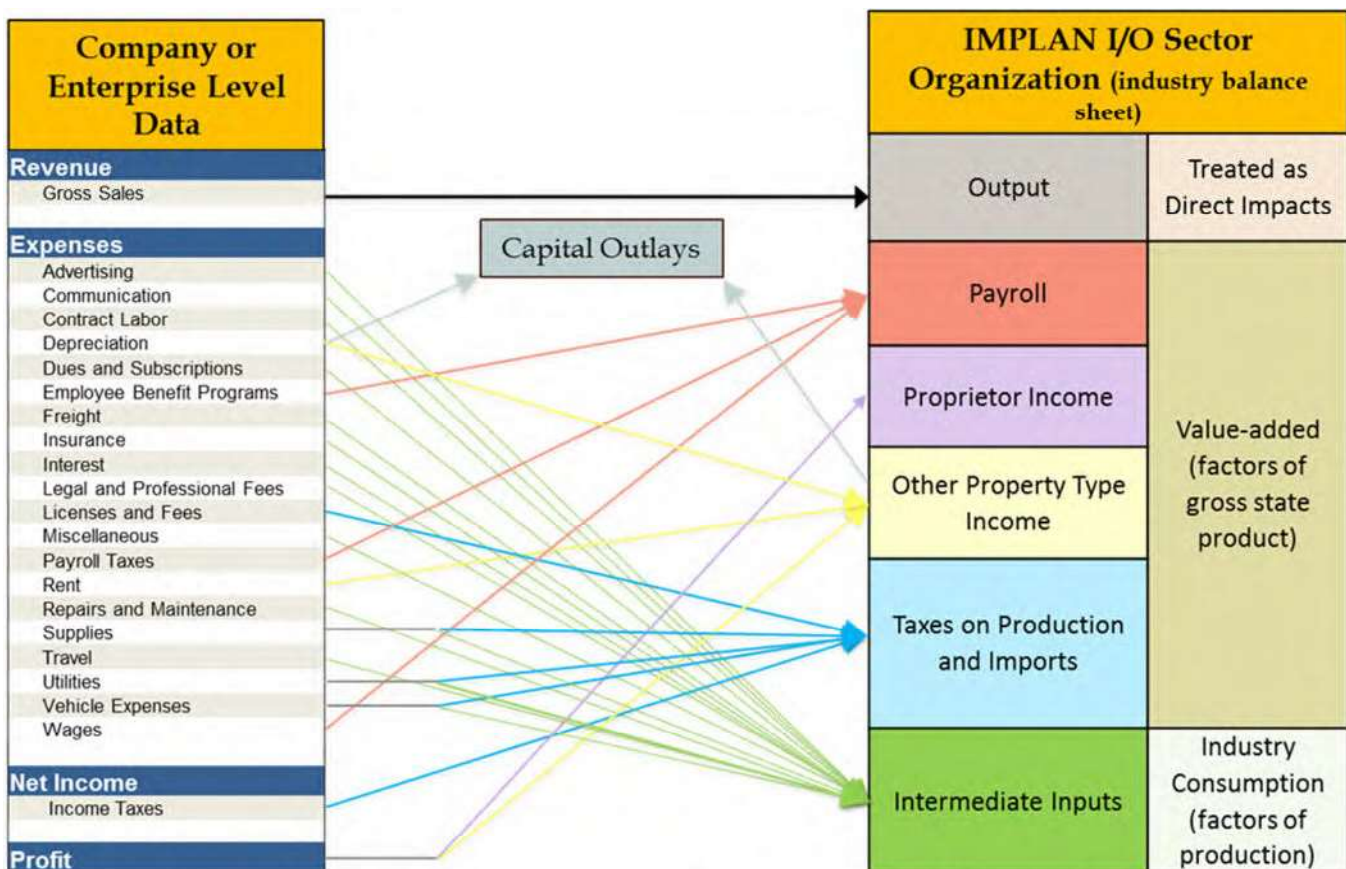 Company or
Enterprise Level
Data
Revenue
Gross Sales
Expenses
Advertising
Communication
Contract Labor
Depreciation
Dues and Subscriptions
Employee Benefit Programs
Freight
Insurance
Interest
Legal and Professional Fees
Licenses and Fees
Miscellaneous
Payroll Taxes
Rent
Repairs and Maintenance
Supplies
Travel
Utilities
Vehicle Expenses
Wages
Net Income
Income Taxes
Profit
Capital Outlays
IMPLAN I/O Sector
Organization (industry balance
sheet)
Output
Treated as
Direct Impacts
Payroll
Proprietor Income
Other Property Type
Income
Taxes on Production
and Imports
Value-added
(factors of
gross state
product)
Intermediate Inputs
Industry
Consumption
(factors of
production)